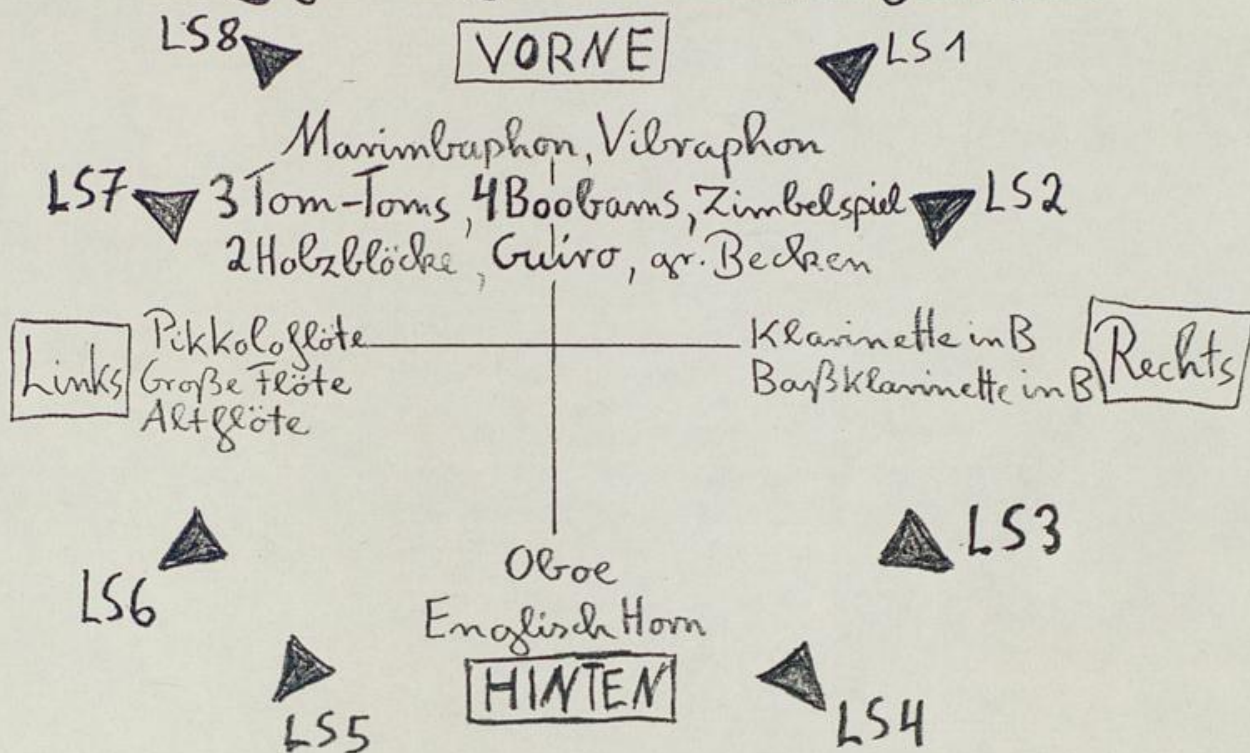 LS8 VORNE LS1
Marimbaphon, Vibraphon
LS7 3 Tom-Toms, 4 Boobams, Zimbelspiel LS2
2 Holzblöcke, Guiro, gr. Becken
Links
Pikkoloflöte
Große Flöte
Altflöte
Klarinette in B
Baßklarinette in B
Rechts
LS6
LS3
Oboe
Englisch Horn
HINTEN
LS5
LS4